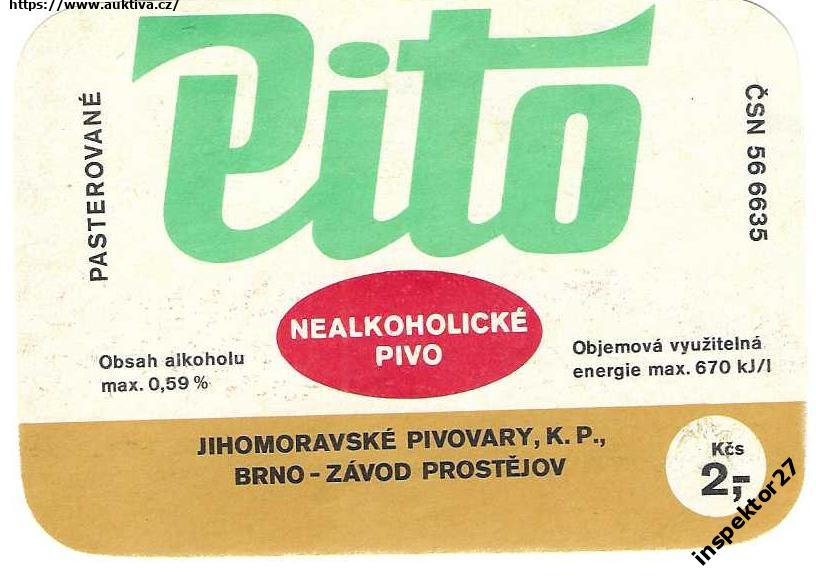 https://www.auktiva.cz/
Pito
PASTEROVANÉ
ČSN 56 6635
NEALKOHOLICKÉ
PIVO
Obsah alkoholu
max. 0,59 %
Objemová využitelná
energie max. 670 kJ/l
JIHOMORAVSKÉ PIVOVARY, K. P.,
BRNO - ZÁVOD PROSTĚJOV
Kčs
2,-
inspektor27